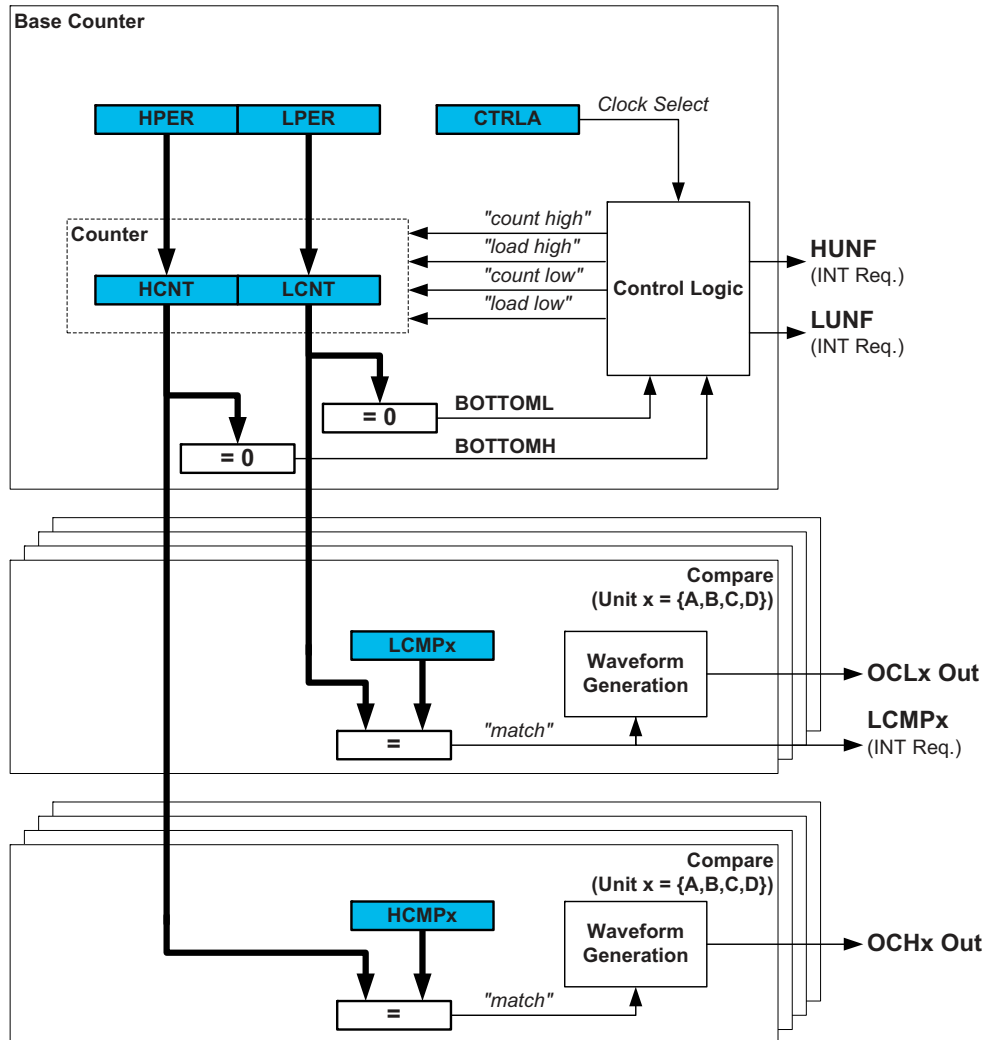 Base Counter
Clock Select
HPER LPER CTRLA
"count high"
Counter "load high" HUNF
HCNT LCNT "count low" Control Logic (INT Req.)
"load low" LUNF
(INT Req.)
= 0 BOTTOML
= 0 BOTTOMH
Compare
(Unit x = {A,B,C,D})
LCMPx Waveform
Generation OCLx Out
= "match" LCMPx
(INT Req.)
Compare
(Unit x = {A,B,C,D})
HCMPx Waveform
Generation OCHx Out
= "match"